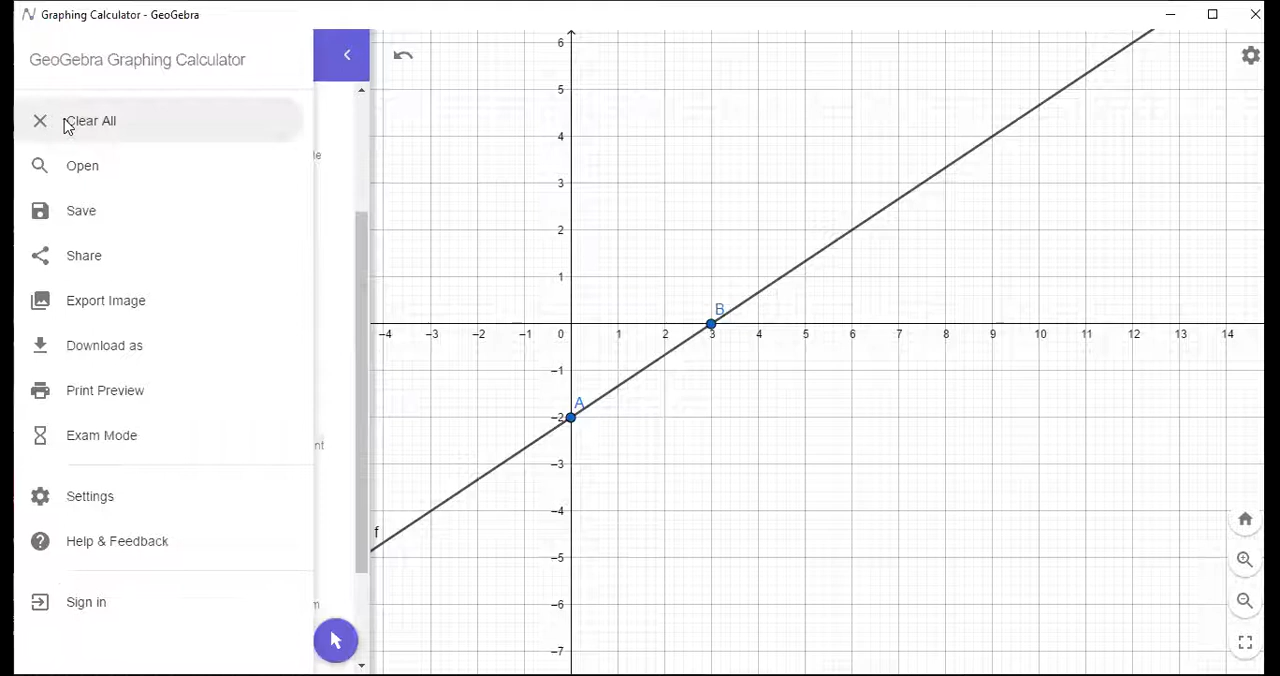 Graphing Calculator - GeoGebra
GeoGebra Graphing Calculator
Clear All
Open
Save
Share
Export Image
Download as
Print Preview
Exam Mode
Settings
Help & Feedback
Sign in
le
nt
m
6
5
4
3
2
1
–4 –3 –2 –1 0 1 2 3 4 5 6 7 8 9 10 11 12 13 14
–1
–2
–3
–4
–5
–6
–7
A
B
f